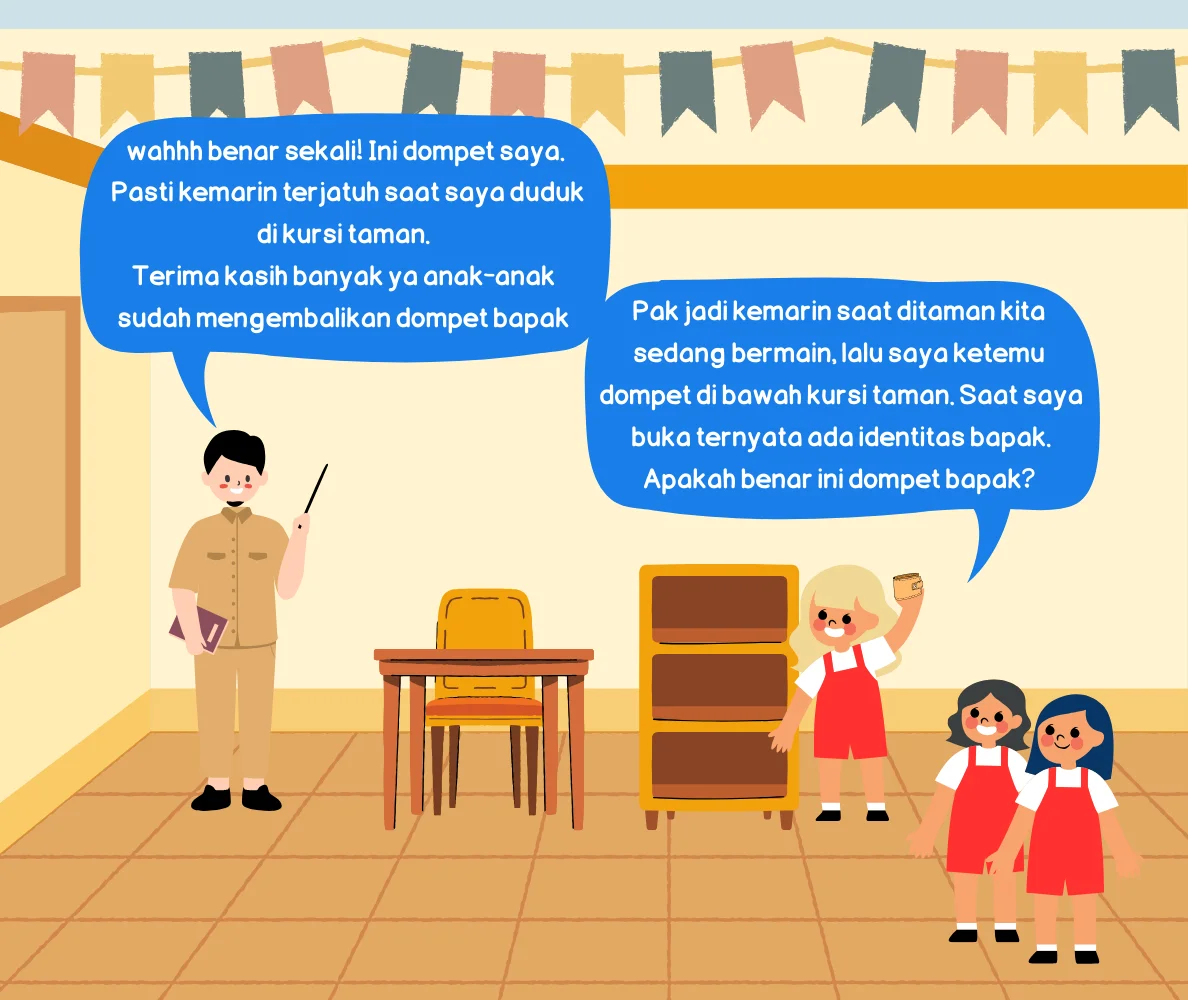 wahhh benar sekali! Ini dompet saya.
Pasti kemarin terjatuh saat saya duduk
di kursi taman.
Terima kasih banyak ya anak-anak
sudah mengembalikan dompet bapak
Pak jadi kemarin saat ditaman kita
sedang bermain, lalu saya ketemu
dompet di bawah kursi taman. Saat saya
buka ternyata ada identitas bapak.
Apakah benar ini dompet bapak?